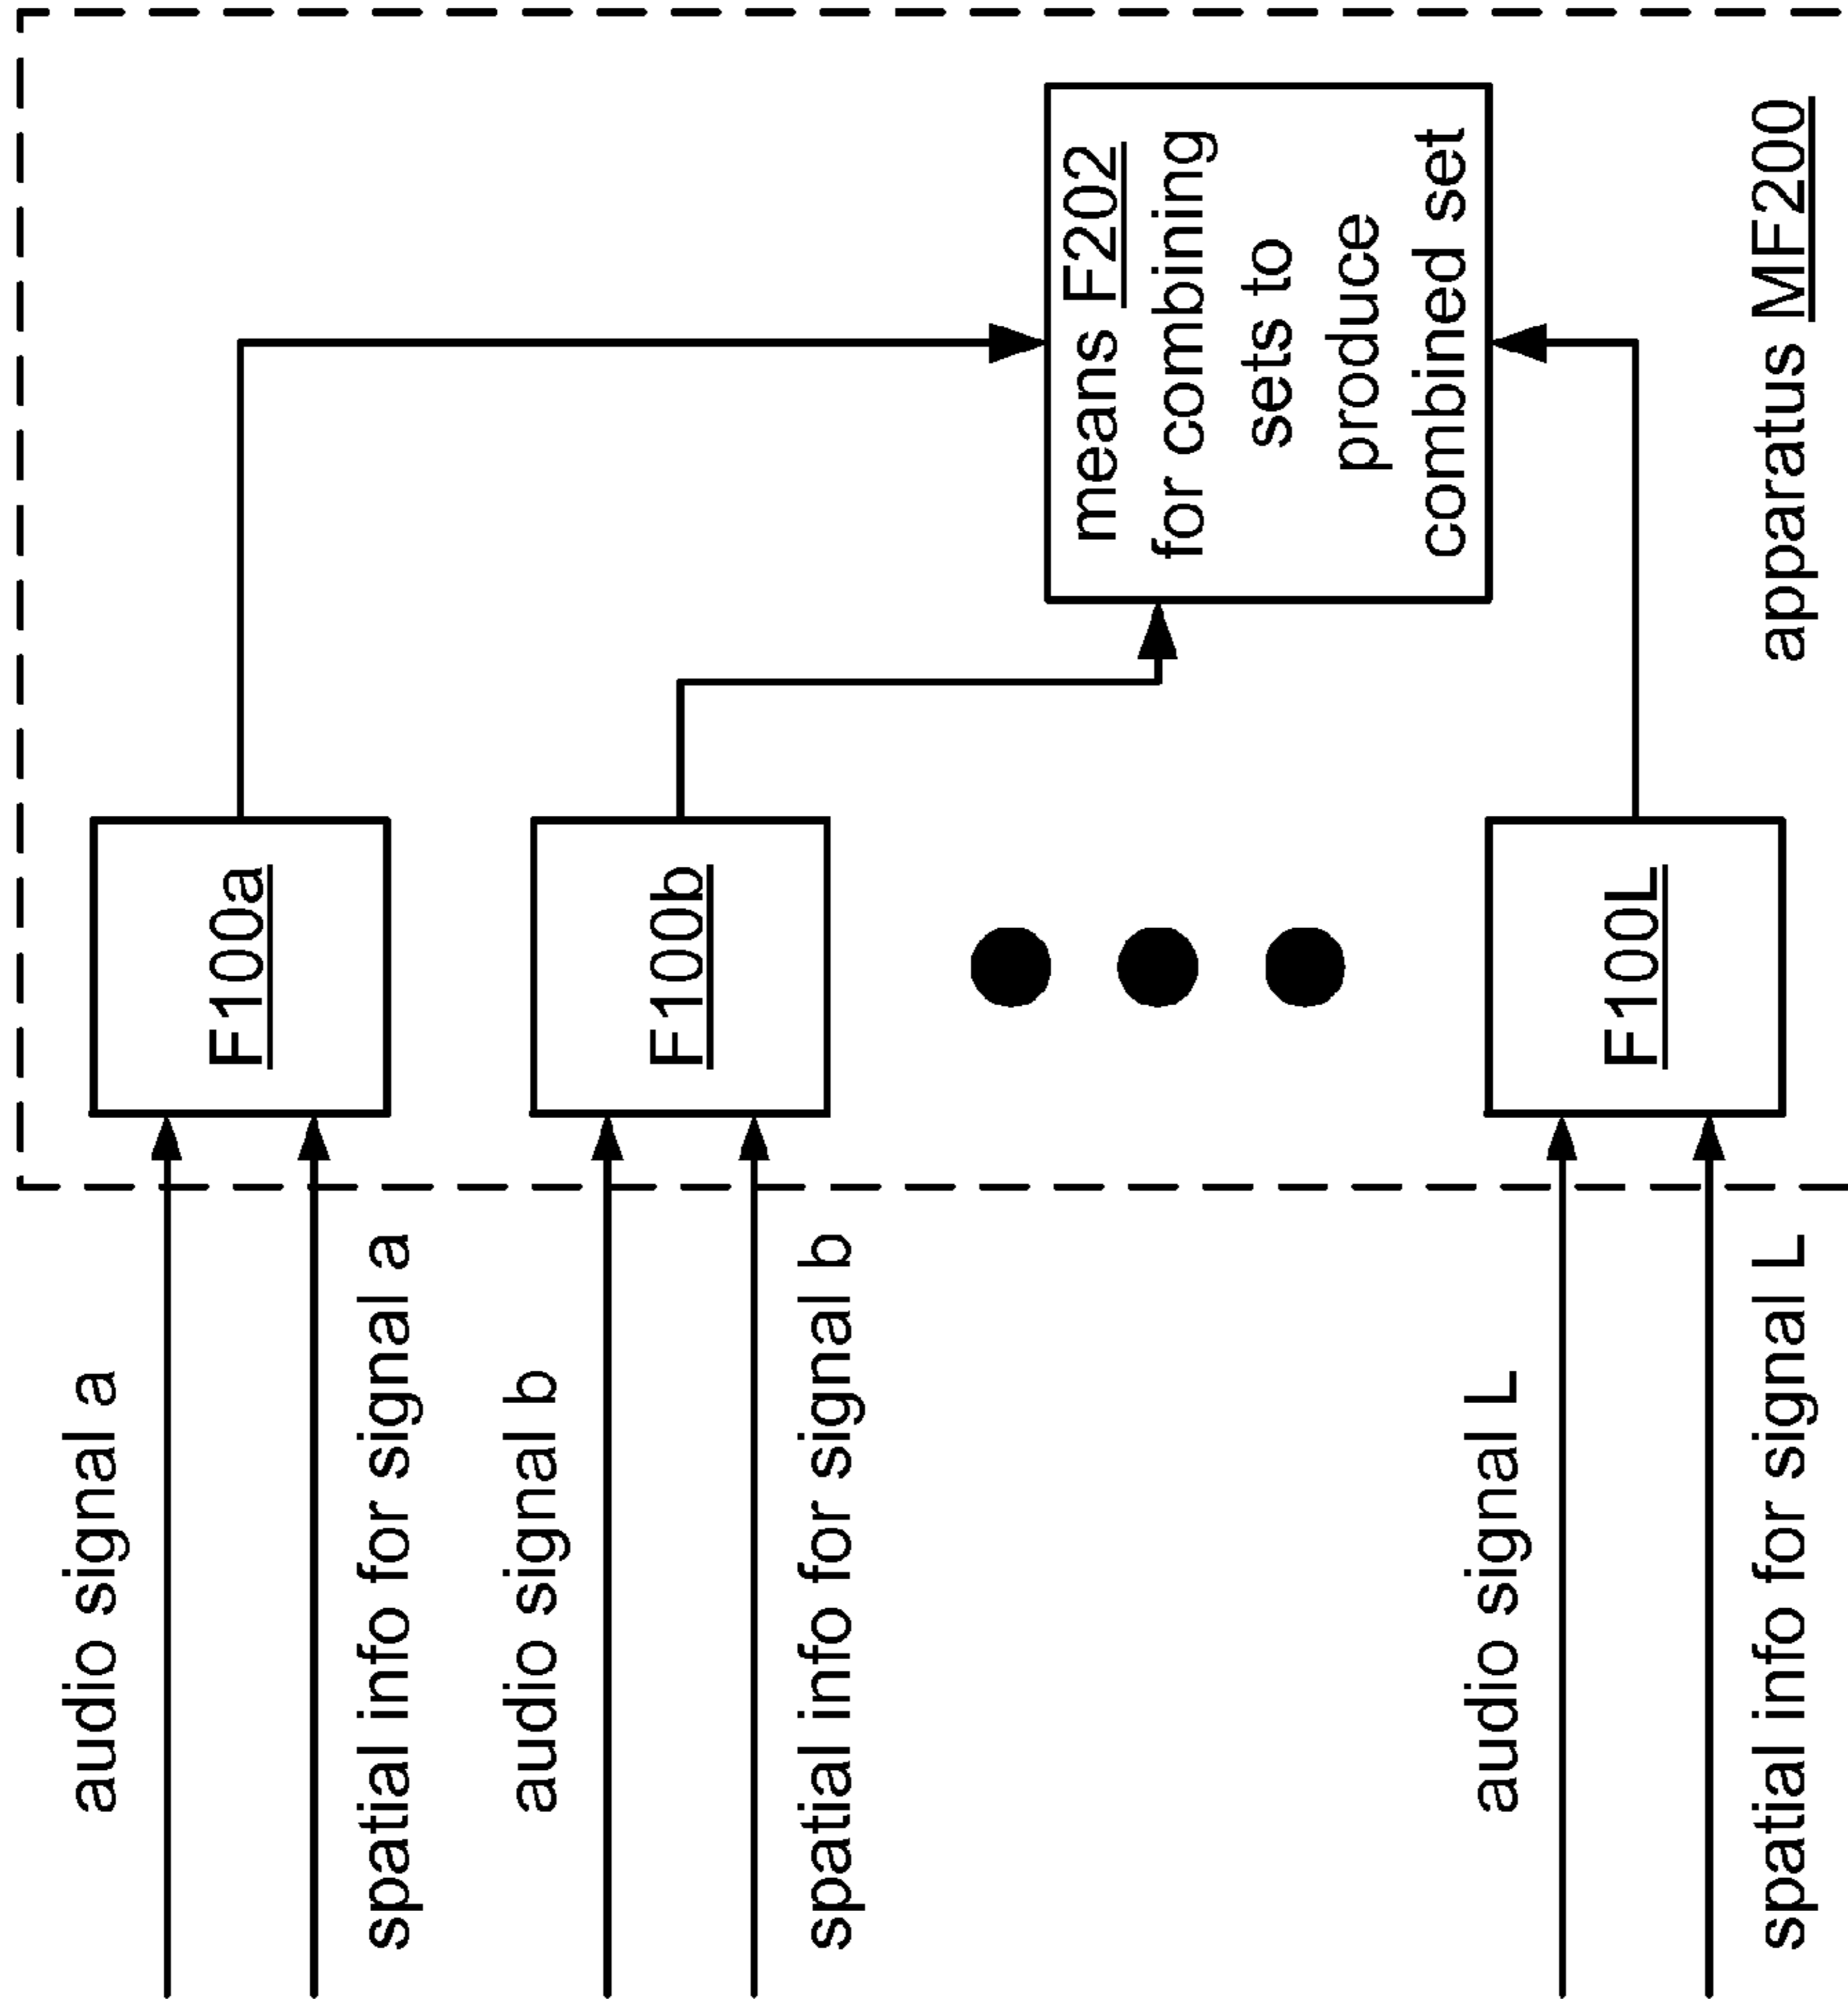 audio signal a
spatial info for signal a
audio signal b
spatial info for signal b
audio signal L
spatial info for signal L
F100a
F100b
F100L
means F202
for combining
sets to
produce
combined set
apparatus MF200